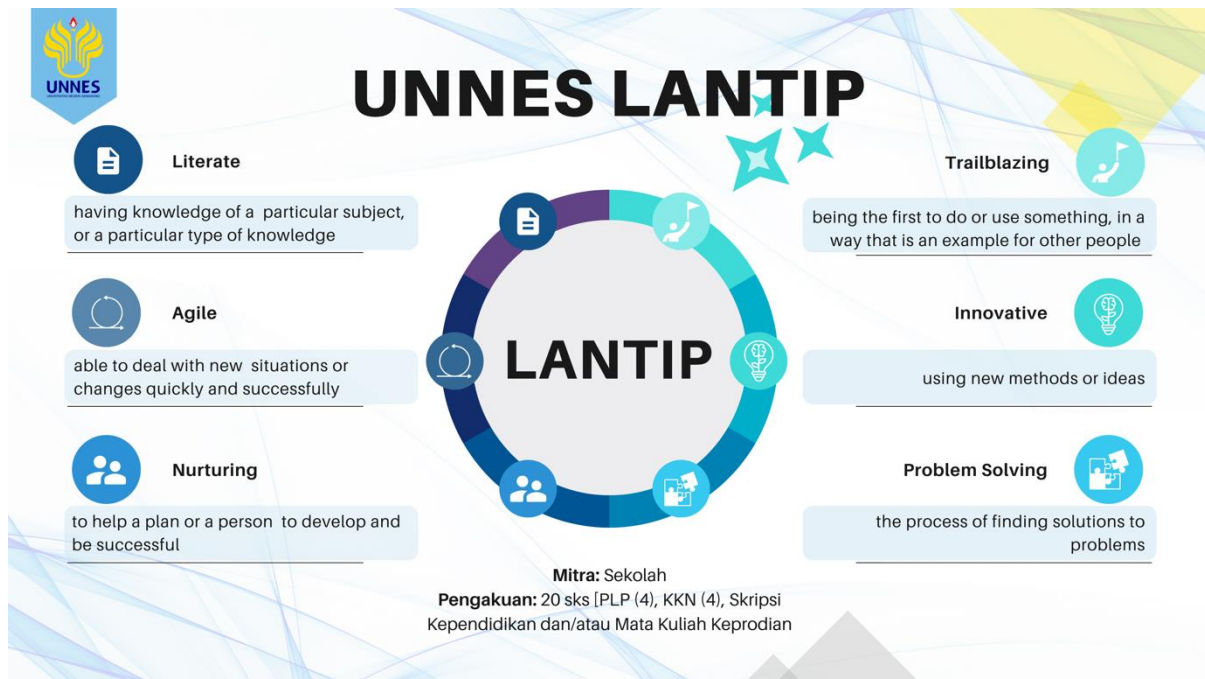 UNNES
UNNES LANTIP
Literate
having knowledge of a particular subject,
or a particular type of knowledge
Agile
able to deal with new situations or
changes quickly and successfully
Nurturing
to help a plan or a person to develop and
be successful
LANTIP
Trailblazing
being the first to do or use something, in a
way that is an example for other people
Innovative
using new methods or ideas
Problem Solving
the process of finding solutions to
problems
Mitra: Sekolah
Pengakuan: 20 sks [PLP (4), KKN (4), Skripsi
Kependidikan dan/atau Mata Kuliah Keprodian